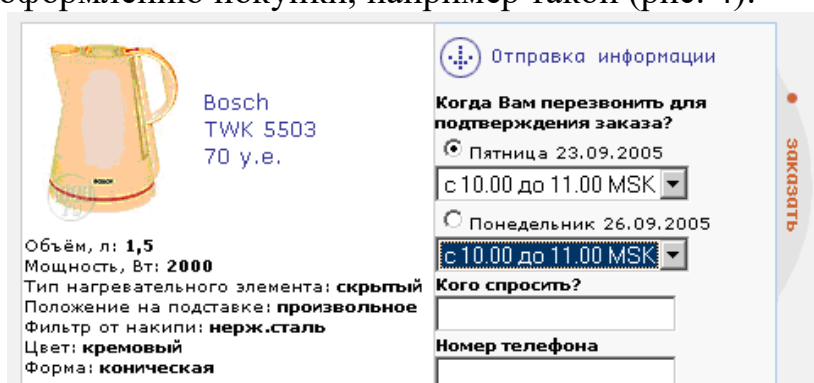 оформлению покупки, например такой (рис. 4).
Bosch
TWK 5503
70 у.е.
Объём, л: 1,5
Мощность, Вт: 2000
Тип нагревательного элемента: скрытый
Положение на подставке: произвольное
Фильтр от накипи: нерж.сталь
Цвет: кремовый
Форма: коническая
Отправка информации
Когда Вам перезвонить для
подтверждения заказа?
Пятница 23.09.2005
с 10.00 до 11.00 MSK
Понедельник 26.09.2005
с 10.00 до 11.00 MSK
Кого спросить?
Номер телефона
заказать